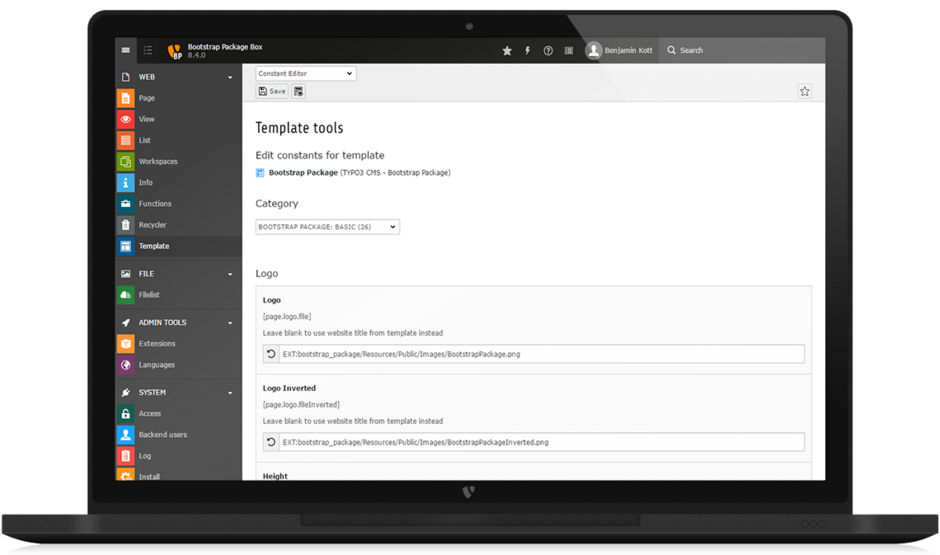 Bootstrap Package Box
8.4.0
BP
Benjamin Kott
Search
WEB
Page
View
List
Workspaces
Info
Functions
Recycler
Template
FILE
Filelist
ADMIN TOOLS
Extensions
Languages
SYSTEM
Access
Backend users
Log
Install
Constant Editor
Save
Template tools
Edit constants for template
Bootstrap Package (TYPO3 CMS - Bootstrap Package)
Category
BOOTSTRAP PACKAGE: BASIC (26)
Logo
Logo
[page.logo.file]
Leave blank to use website title from template instead
EXT:bootstrap_package/Resources/Public/Images/BootstrapPackage.png
Logo Inverted
[page.logo.fileInverted]
Leave blank to use website title from template instead
EXT:bootstrap_package/Resources/Public/Images/BootstrapPackageInverted.png
Height